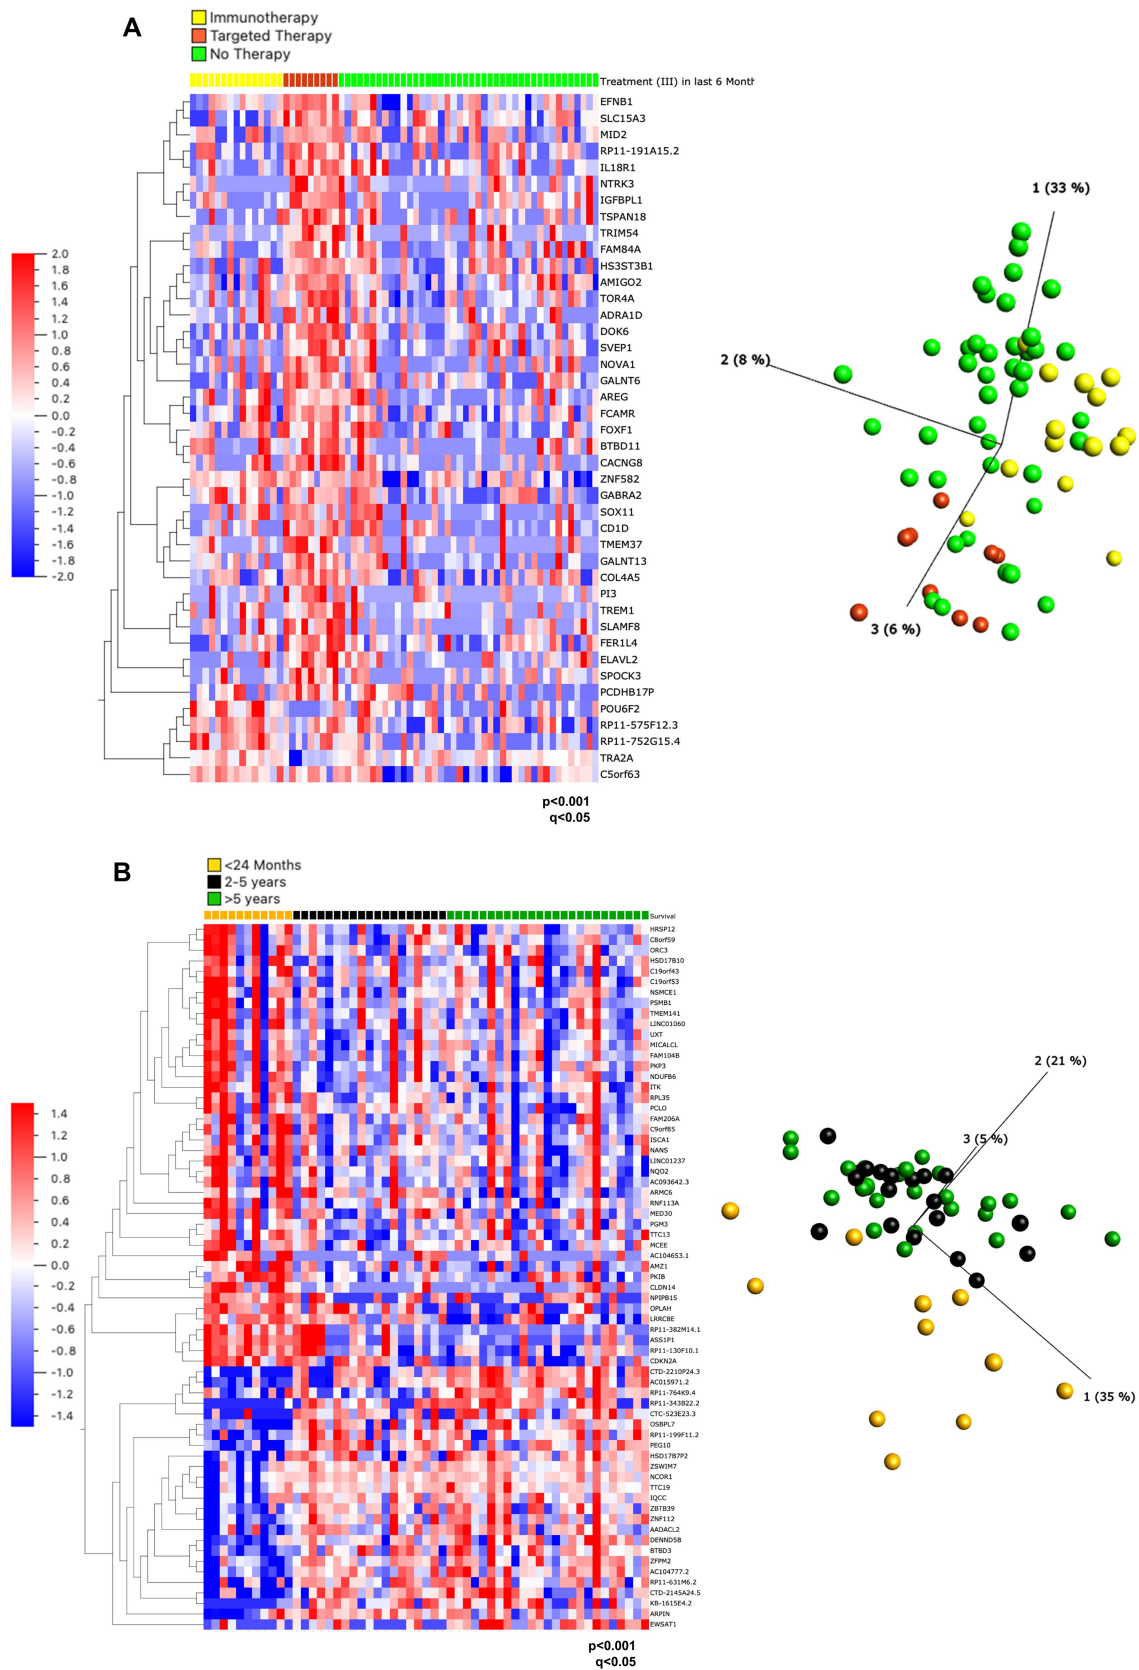 A
Immunotherapy
Targeted Therapy
No Therapy
Treatment (III) in last 6 Month
EFNB1
SLC15A3
MID2
RP11-191A15.2
IL18R1
NTRK3
IGFBPL1
TSPAN18
TRIM54
FAM84A
HS3ST3B1
AMIGO2
TOR4A
ADRA1D
DOK6
SVEP1
NOVA1
GALNT6
AREG
FCAMR
FOXF1
BTBD11
CACNG8
ZNF582
GABRA2
SOX11
CD1D
TMEM37
GALNT13
COL4A5
PI3
TREM1
SLAMF8
FER1L4
ELAVL2
SPOCK3
PCDHB17P
POU6F2
RP11-575F12.3
RP11-752G15.4
TRA2A
C5orf63
2.0
1.8
1.6
1.4
1.2
1.0
0.8
0.6
0.4
0.2
0.0
-0.2
-0.4
-0.6
-0.8
-1.0
-1.2
-1.4
-1.6
-1.8
-2.0
1 (33 %)
2 (8 %)
3 (6 %)
p<0.001
q<0.05
B
<24 Months
2-5 years
>5 years
Survival
HRSP12
C8orf59
ORC3
HSD17B10
C19orf43
C19orf53
NSMCE1
PSMB1
TMEM141
LINC01060
UXT
MICALCL
FAM104B
PKP3
NDUFB6
ITK
RPL35
PCLO
FAM206A
C9orf85
ISCA1
NANS
LINC01237
NQO2
AC093642.3
ARMC6
RNF113A
MED30
PGM3
TTC13
MCEE
AC104653.1
AMZ1
PKIB
CLDN14
NPIPB15
OPLAH
LRRC8E
RP11-382M14.1
ASS1P1
RP11-130F10.1
CDKN2A
CTD-2210P24.3
AC015971.2
RP11-764K9.4
RP11-343B22.2
CTC-523E23.3
OSBPL7
RP11-199F11.2
PEG10
HSD17B7P2
ZSWIM7
NCOR1
TTC19
IQCC
ZBTB39
ZNF112
AADACL2
DENND5B
BTBD3
ZFPM2
AC104777.2
RP11-631M6.2
CTD-2145A24.5
KB-1615E4.2
ARPIN
EWSAT1
1.4
1.2
1.0
0.8
0.6
0.4
0.2
0.0
-0.2
-0.4
-0.6
-0.8
-1.0
-1.2
-1.4
2 (21 %)
3 (5 %)
1 (35 %)
p<0.001
q<0.05